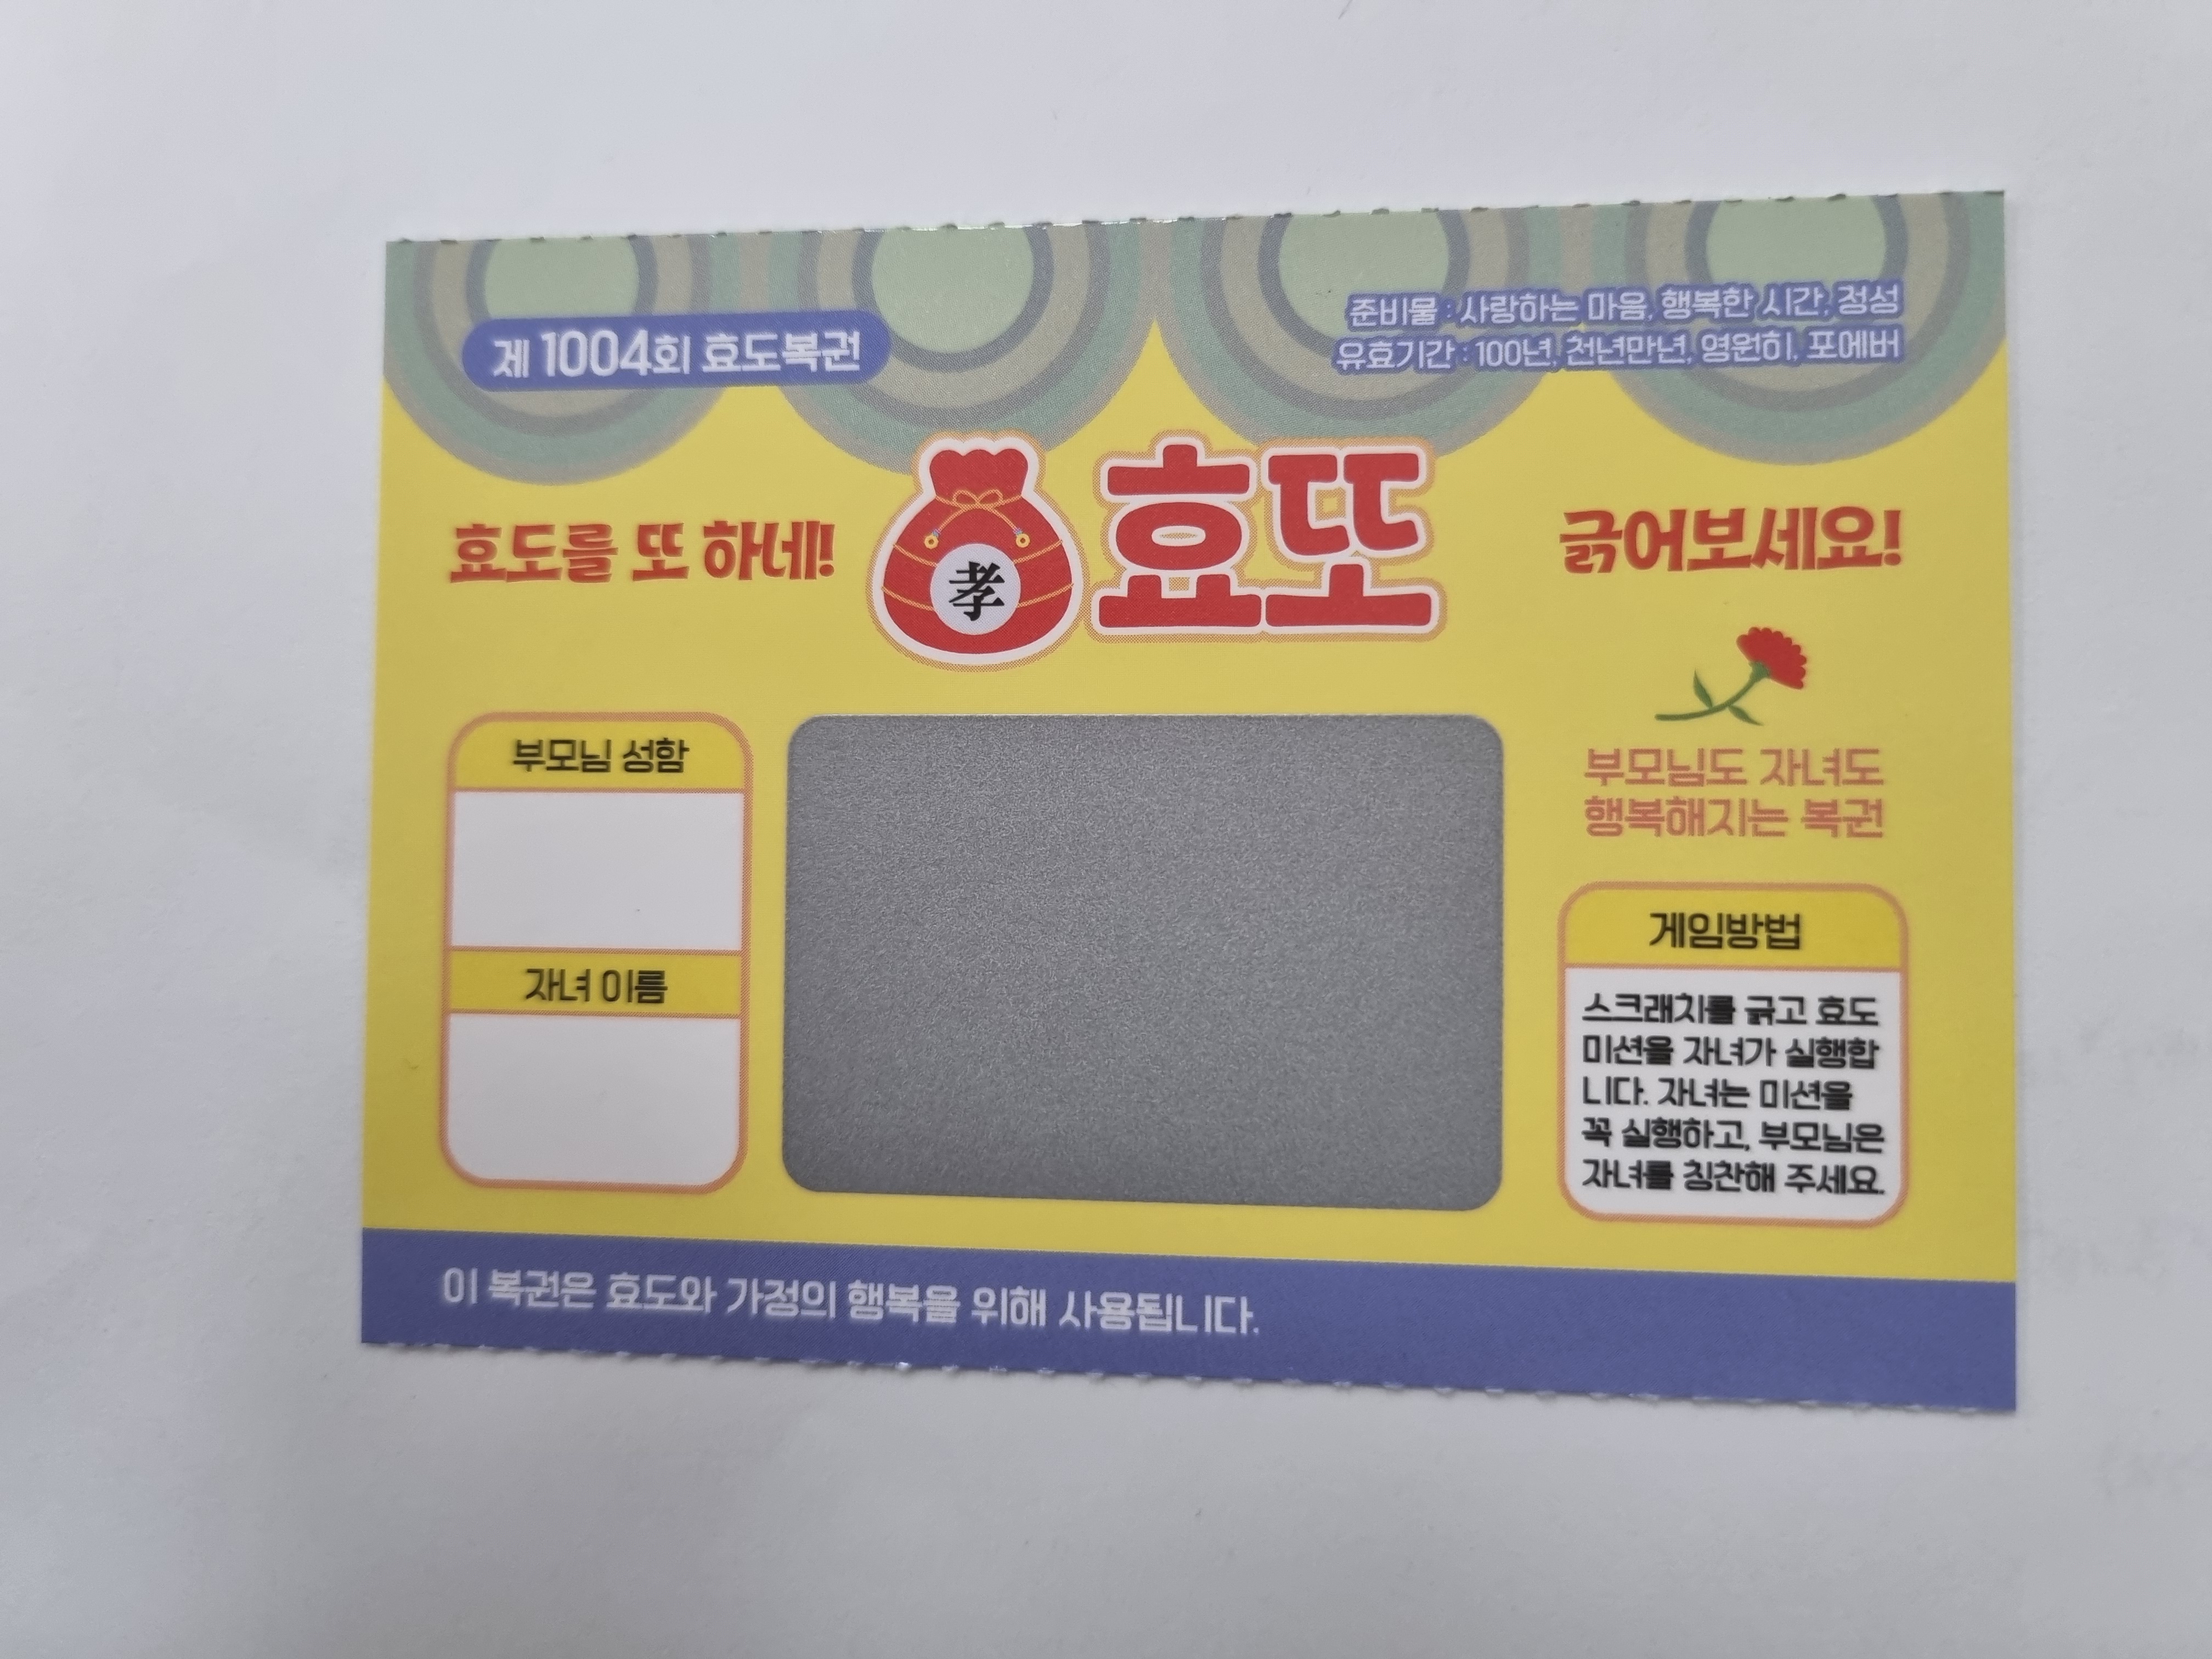 제 1004회 효도복권
준비물 : 사랑하는 마음, 행복한 시간, 정성
유효기간 : 100년, 천년만년, 영원히, 포에버
효도를 또 하네!
孝
효또
긁어보세요!
부모님 성함
자녀 이름
부모님도 자녀도
행복해지는 복권
게임방법
스크래치를 긁고 효도
미션을 자녀가 실행합
니다. 자녀는 미션을
꼭 실행하고, 부모님은
자녀를 칭찬해 주세요.
이 복권은 효도와 가정의 행복을 위해 사용됩니다.